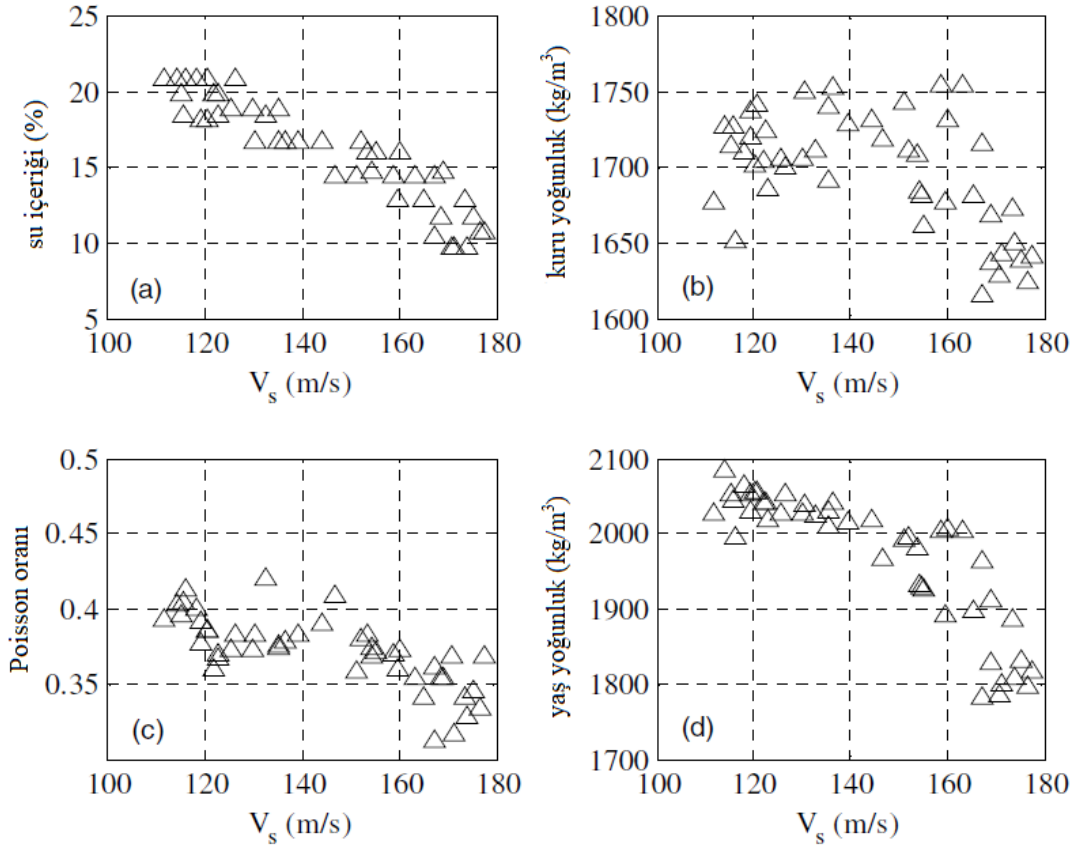 25
20
15
10
5
su içeriği (%)
(a)
100 120 140 160 180
V_s (m/s)
1800
1750
1700
1650
1600
kuru yoğunluk (kg/m³)
(b)
100 120 140 160 180
V_s (m/s)
0.5
0.45
0.4
0.35
Poisson oranı
(c)
100 120 140 160 180
V_s (m/s)
2100
2000
1900
1800
1700
yaş yoğunluk (kg/m³)
(d)
100 120 140 160 180
V_s (m/s)